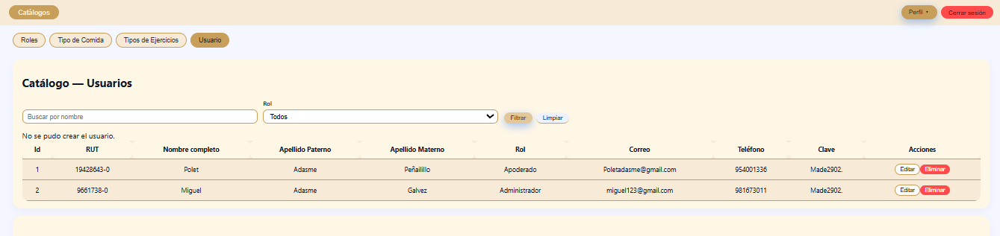 Catálogos Perfil Cerrar sesión
Roles Tipo de Comida Tipos de Ejercicios Usuario
Catálogo — Usuarios
Rol
Buscar por nombre Todos Filtrar Limpiar
No se pudo crear el usuario.
Id RUT Nombre completo Apellido Paterno Apellido Materno Rol Correo Teléfono Clave Acciones
1 19428643-0 Polet Adasme Peñailillo Apoderado Poletadasme@gmail.com 954001336 Made2902. Editar Eliminar
2 9661738-0 Miguel Adasme Galvez Administrador miguel123@gmail.com 981673011 Made2902. Editar Eliminar